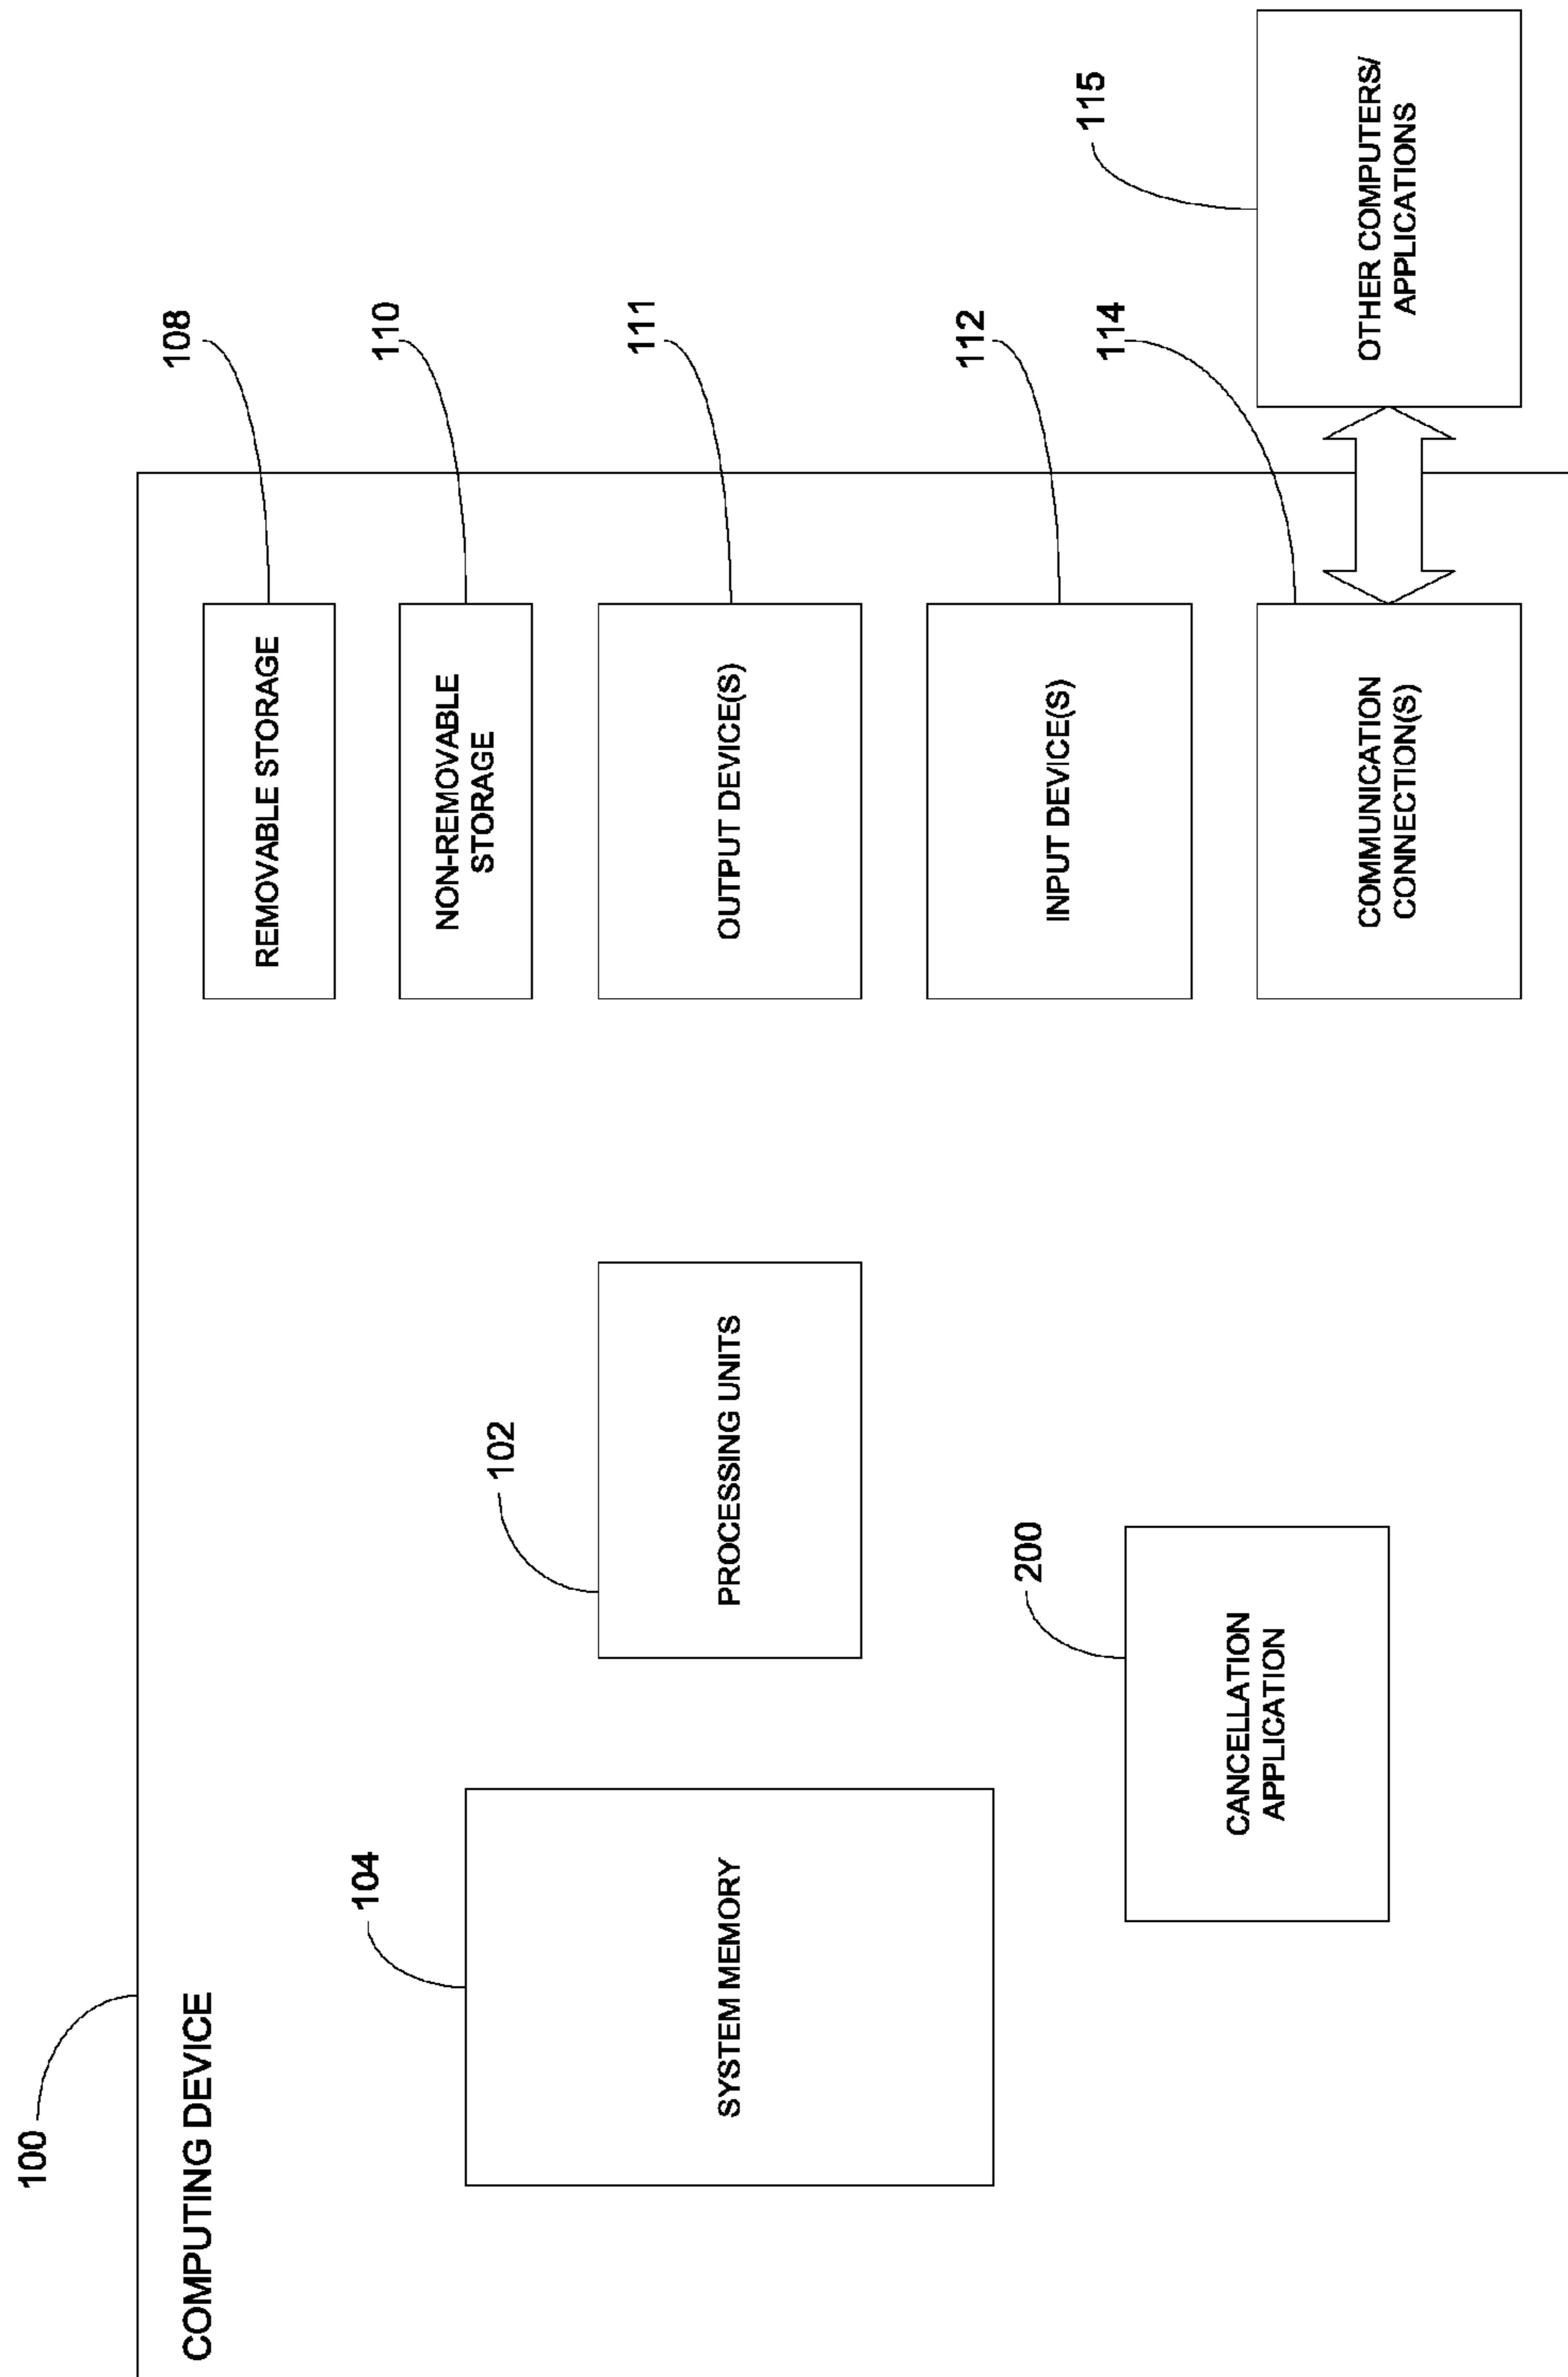 100
COMPUTING DEVICE
104
SYSTEM MEMORY
102
PROCESSING UNITS
200
CANCELLATION
APPLICATION
108
REMOVABLE STORAGE
110
NON-REMOVABLE
STORAGE
111
OUTPUT DEVICE(S)
112
INPUT DEVICE(S)
114
COMMUNICATION
CONNECTION(S)
115
OTHER COMPUTERS/
APPLICATIONS